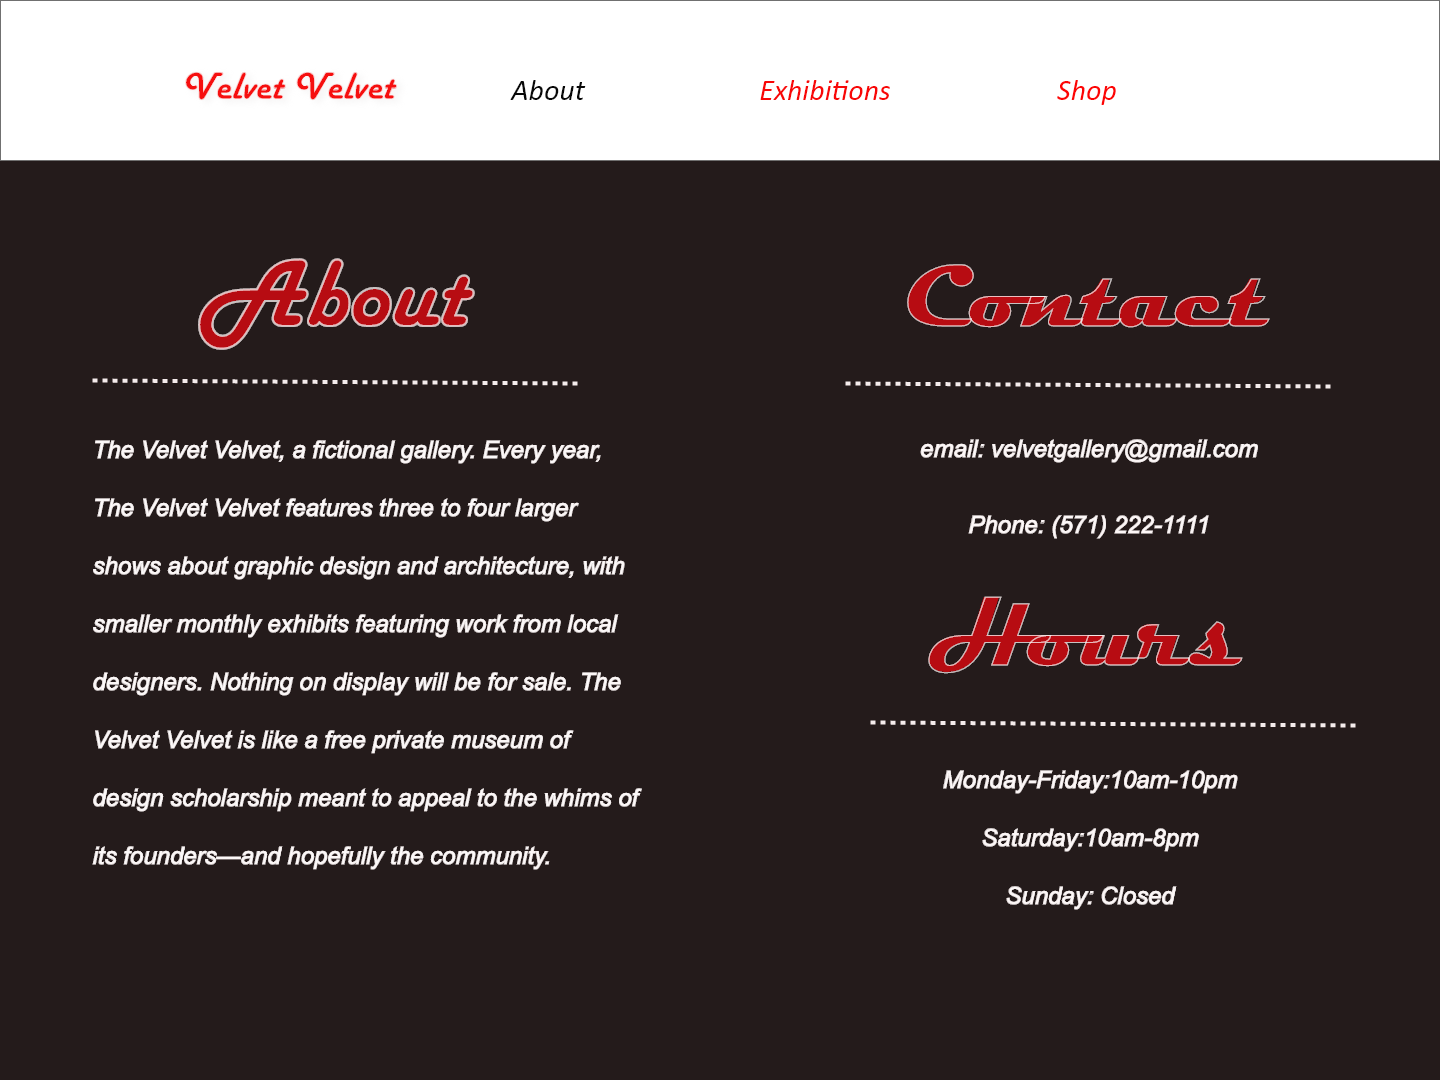 Velvet Velvet About Exhibitions Shop
About
The Velvet Velvet, a fictional gallery. Every year,
The Velvet Velvet features three to four larger
shows about graphic design and architecture, with
smaller monthly exhibits featuring work from local
designers. Nothing on display will be for sale. The
Velvet Velvet is like a free private museum of
design scholarship meant to appeal to the whims of
its founders—and hopefully the community.
Contact
email: velvetgallery@gmail.com
Phone: (571) 222-1111
Hours
Monday-Friday:10am-10pm
Saturday:10am-8pm
Sunday: Closed